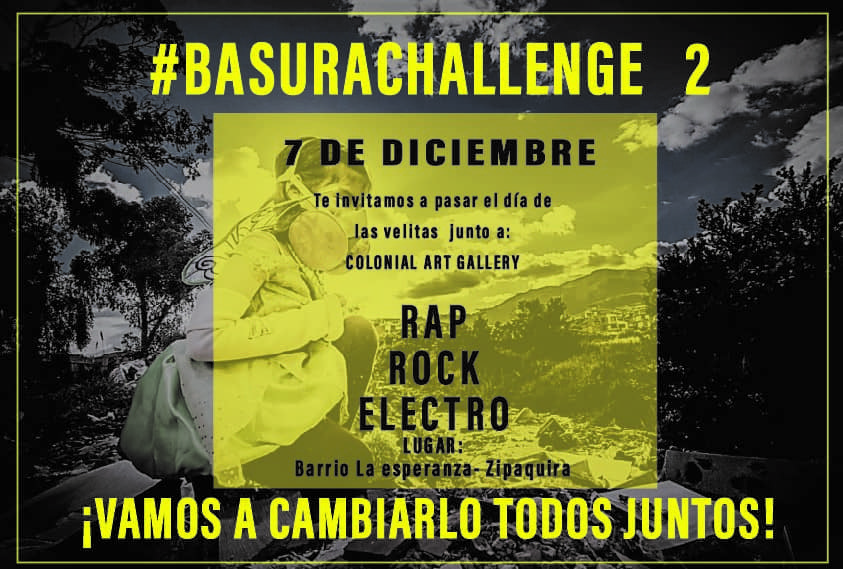 #BASURACHALLENGE 2
7 DE DICIEMBRE
Te invitamos a pasar el día de
las velitas junto a:
COLONIAL ART GALLERY
RAP
ROCK
ELECTRO
LUGAR:
Barrio La esperanza- Zipaquira
¡VAMOS A CAMBIARLO TODOS JUNTOS!